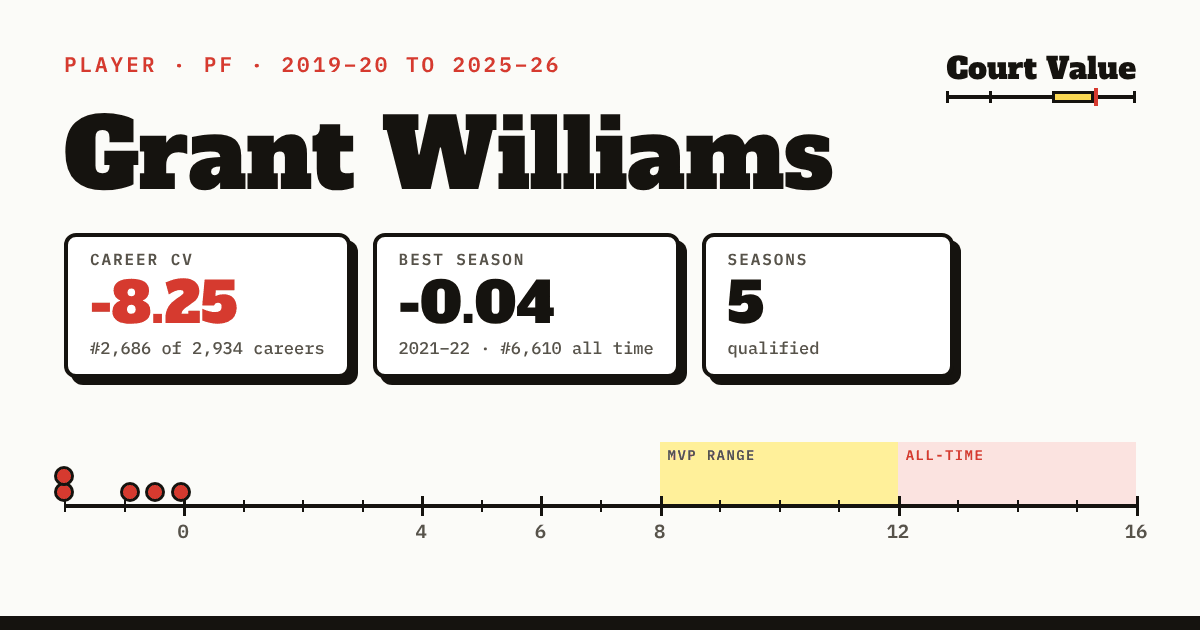 PLAYER · PF · 2019–20 TO 2025–26
Court Value
Grant Williams
CAREER CV
-8.25
#2,686 of 2,934 careers
BEST SEASON
-0.04
2021–22 · #6,610 all time
SEASONS
5
qualified
MVP RANGE
ALL-TIME
0 4 6 8 12 16